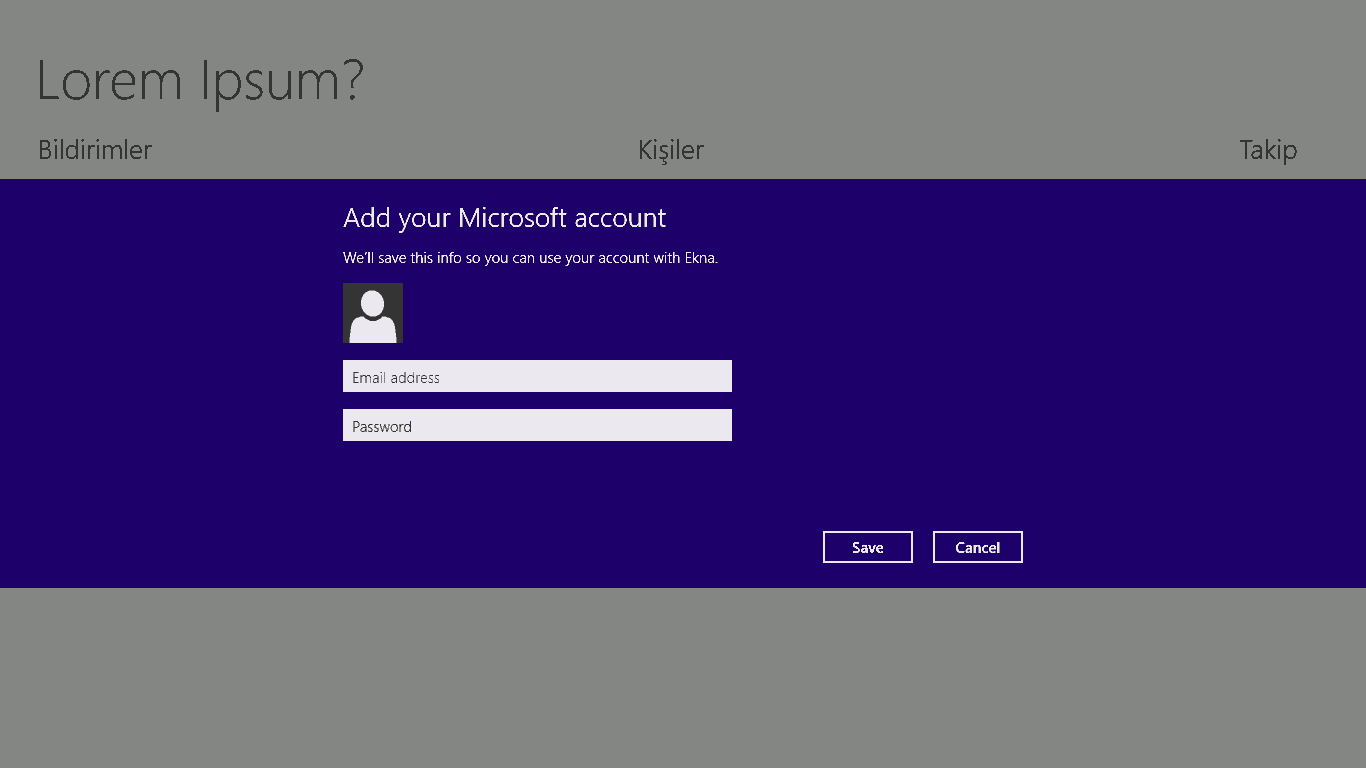 Lorem Ipsum?
Bildirimler Kişiler Takip
Add your Microsoft account
We'll save this info so you can use your account with Ekna.
Email address
Password
Save Cancel